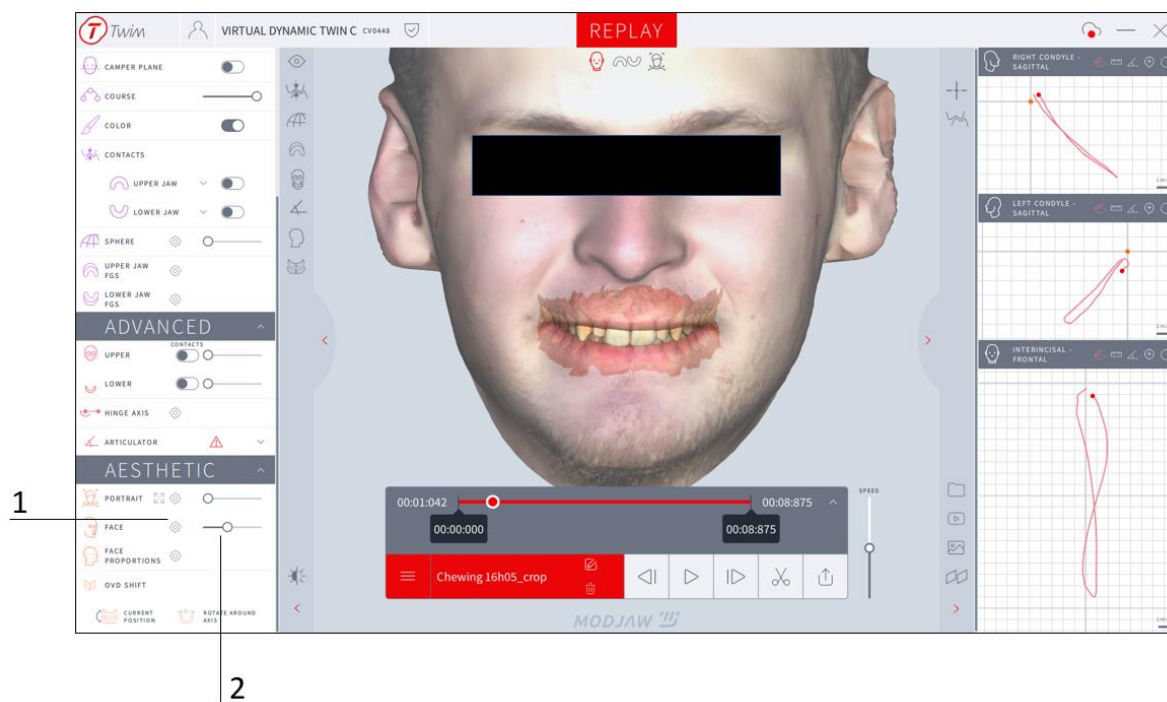 Twim
VIRTUAL DYNAMIC TWIN C CV0448
REPLAY
CAMPER PLANE
COURSE
COLOR
CONTACTS
UPPER JAW
LOWER JAW
SPHERE
UPPER JAW
FGS
LOWER JAW
FGS
ADVANCED
CONTACTS
UPPER
LOWER
HINGE AXIS
ARTICULATOR
AESTHETIC
PORTRAIT
1
FACE
FACE
PROPORTIONS
OVD SHIFT
CURRENT
POSITION
ROTATE AROUND
AXIS
2
00:01:042
00:08:875
00:00:000
00:08:875
SPEED
Chewing 16h05_crop
MODJAW
RIGHT CONDYLE -
SAGITTAL
LEFT CONDYLE -
SAGITTAL
INTERINCISAL -
FRONTAL